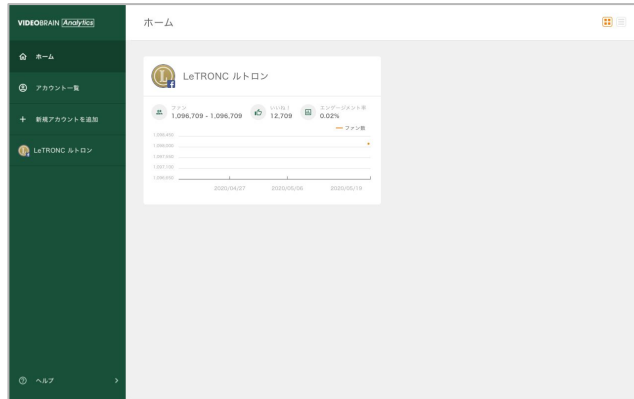 VIDEOBRAIN Analytics
ホーム
ホーム
アカウント一覧
新規アカウントを追加
LeTRONC ルトロン
LeTRONC ルトロン
ファン
1,096,709 - 1,096,709
いいね！
12,709
エンゲージメント率
0.02%
ファン数
2020/04/27
2020/05/06
2020/05/19
ヘルプ